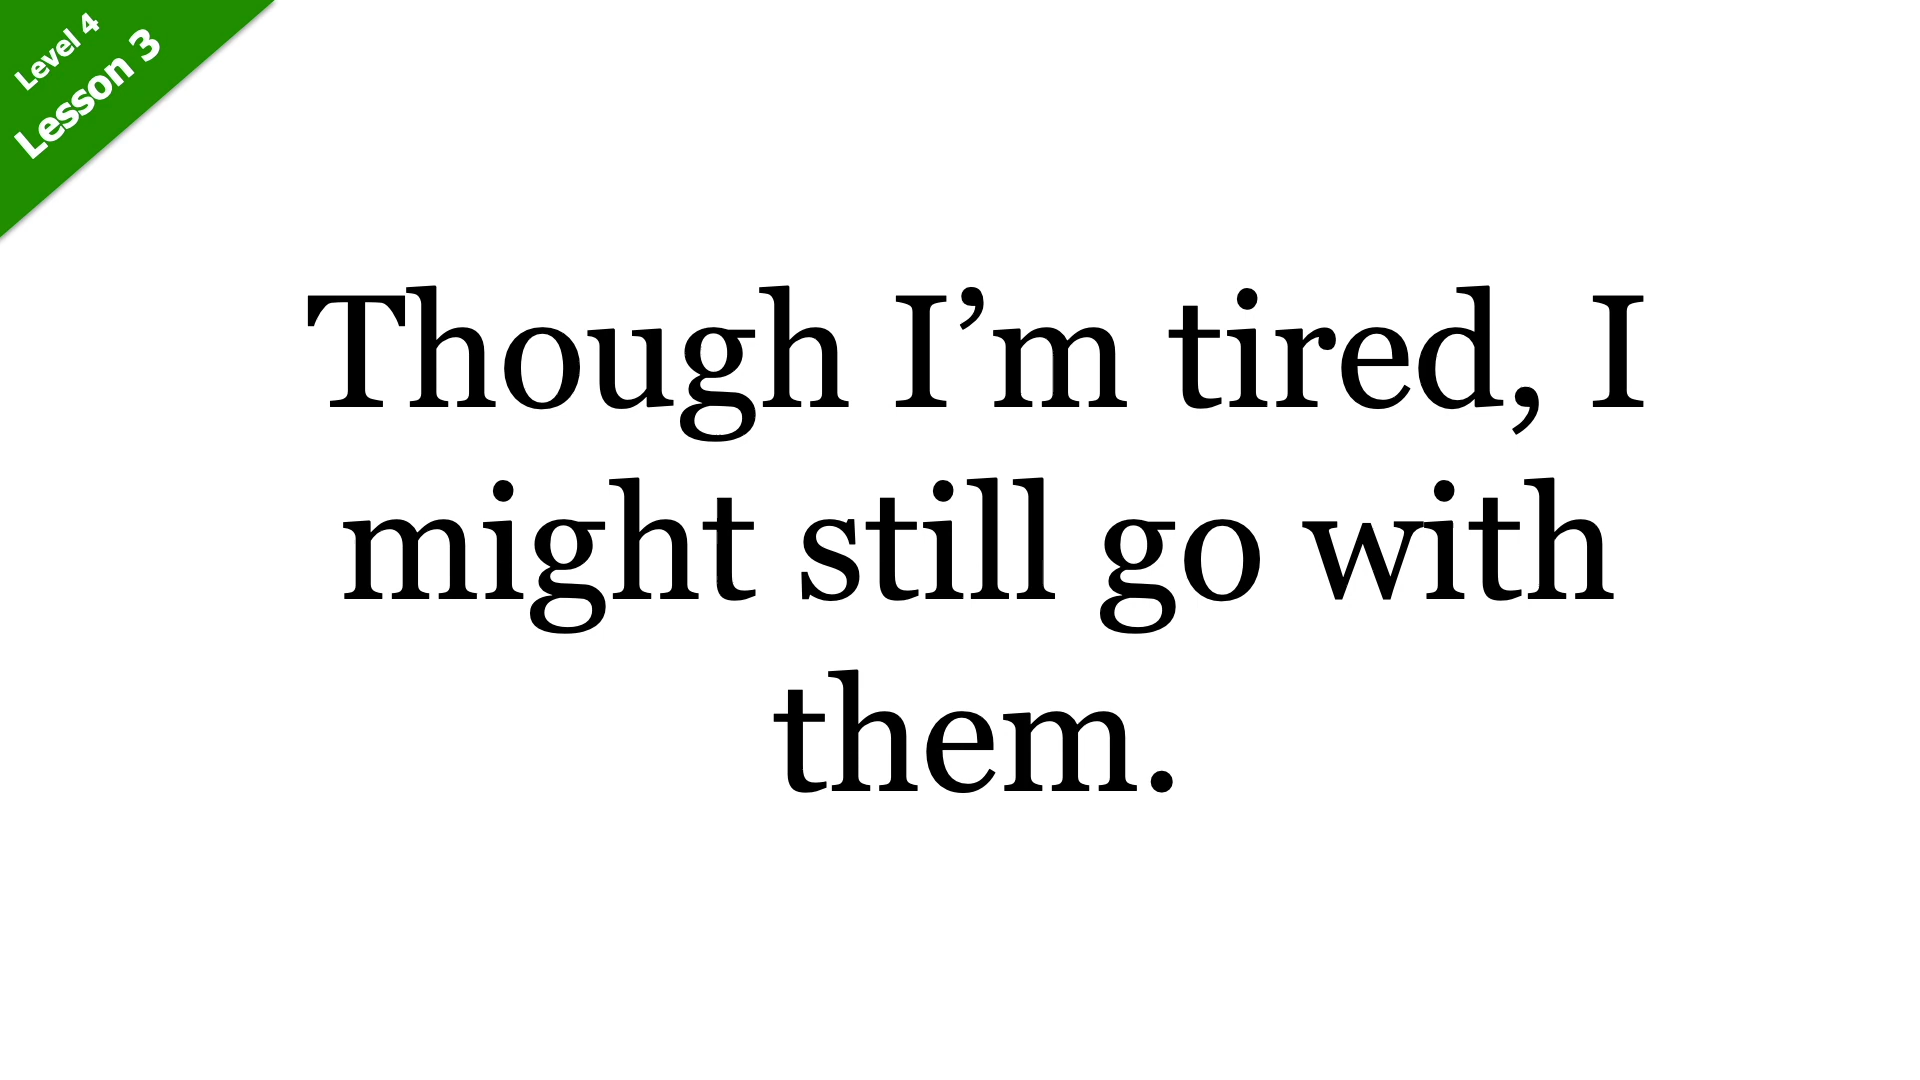 Level 4
Lesson 3
Though I’m tired, I
might still go with
them.